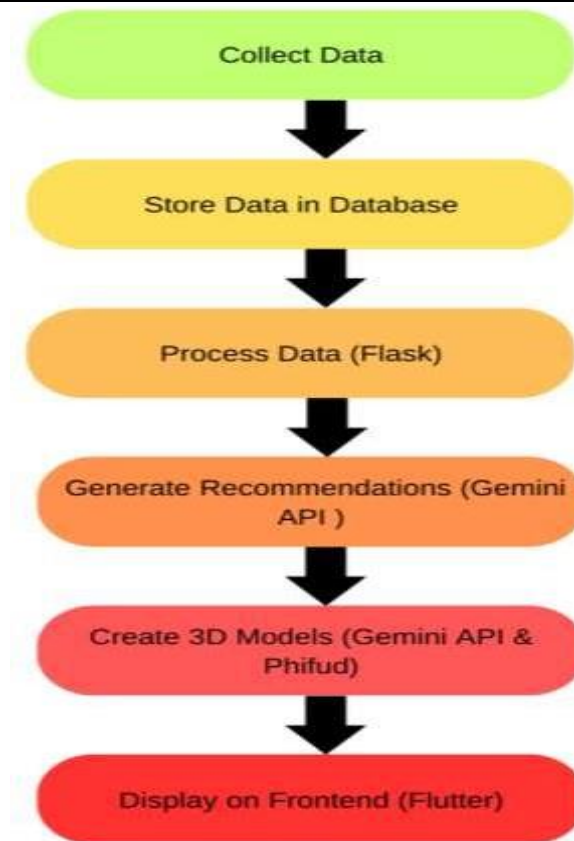 Collect Data
Store Data in Database
Process Data (Flask)
Generate Recommendations (Gemini
API )
Create 3D Models (Gemini API &
Phifud)
Display on Frontend (Flutter)